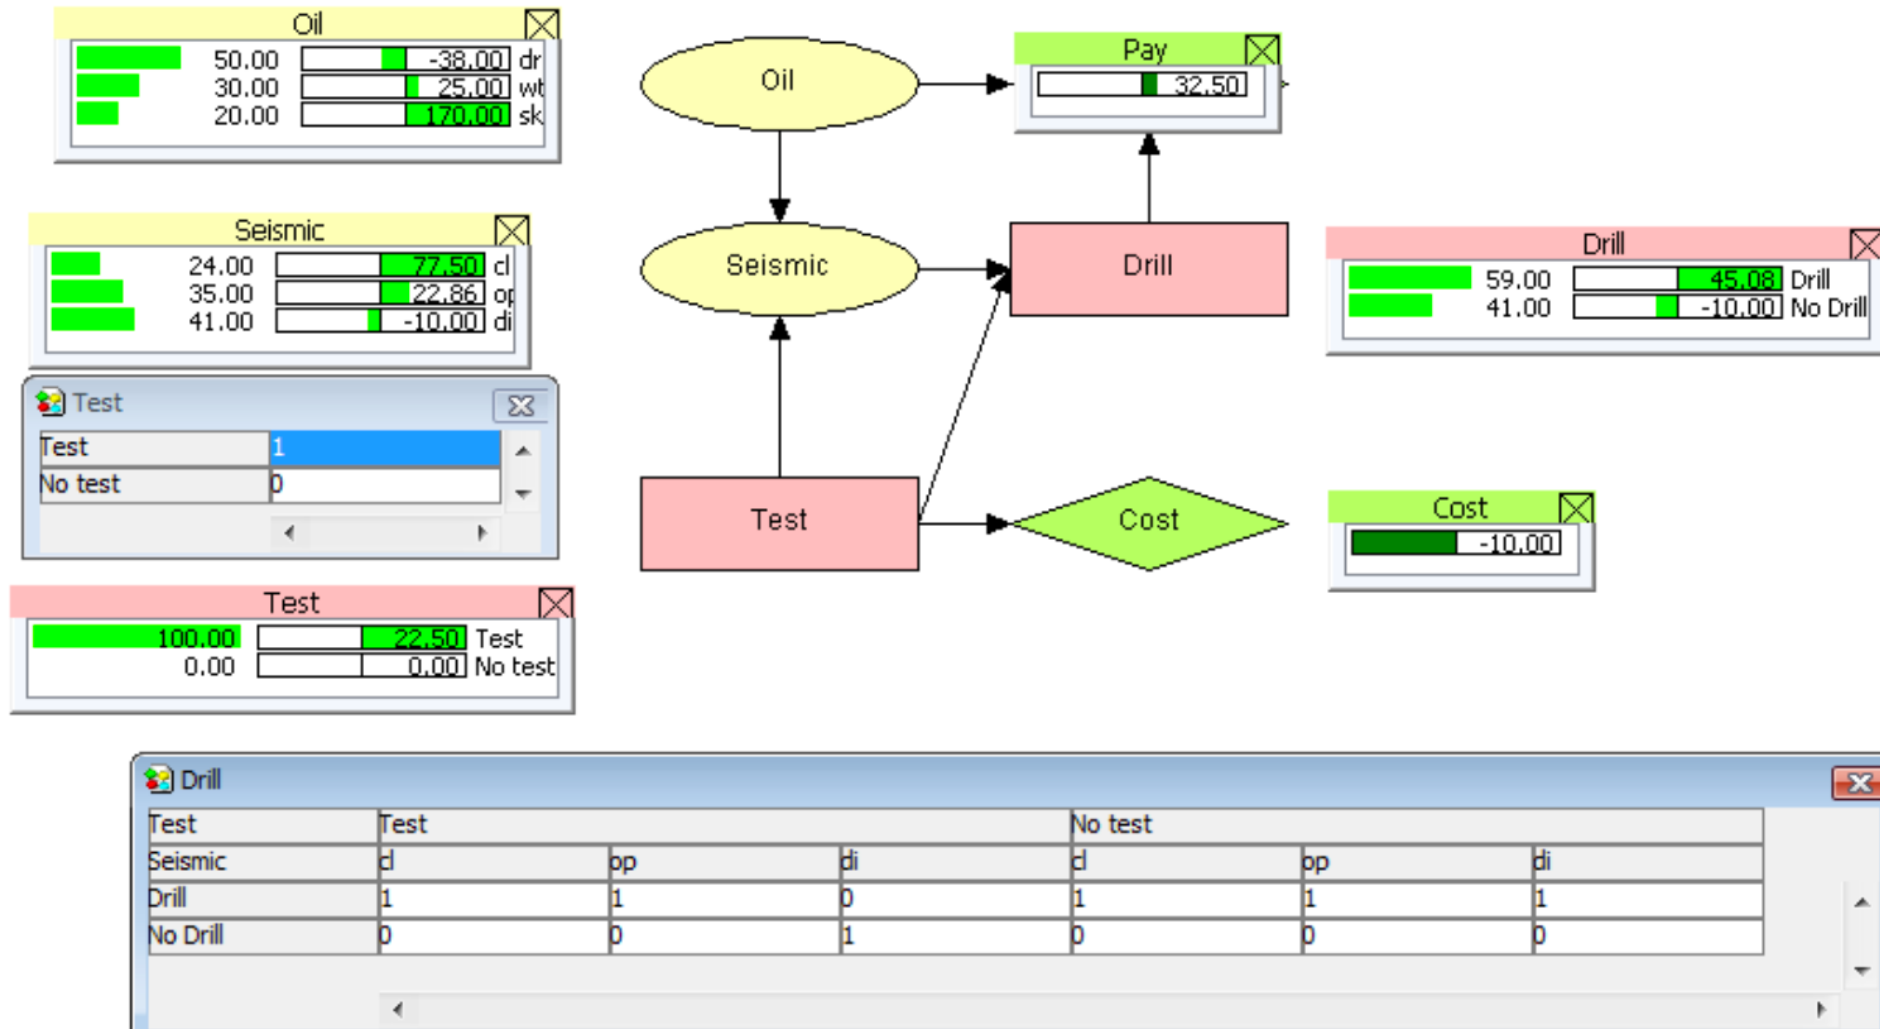 Oil
50.00 -38.00 dr
30.00 25.00 wt
20.00 170.00 sk
Oil
Pay
32.50
Seismic
24.00 77.50 cl
35.00 22.86 op
41.00 -10.00 di
Seismic
Drill
Drill
59.00 45.08 Drill
41.00 -10.00 No Drill
Test
Test 1
No test 0
Test
Cost
Cost
-10.00
Test
100.00 22.50 Test
0.00 0.00 No test
Drill
Test Test No test
Seismic cl op di cl op di
Drill 1 1 0 1 1 1
No Drill 0 0 1 0 0 0